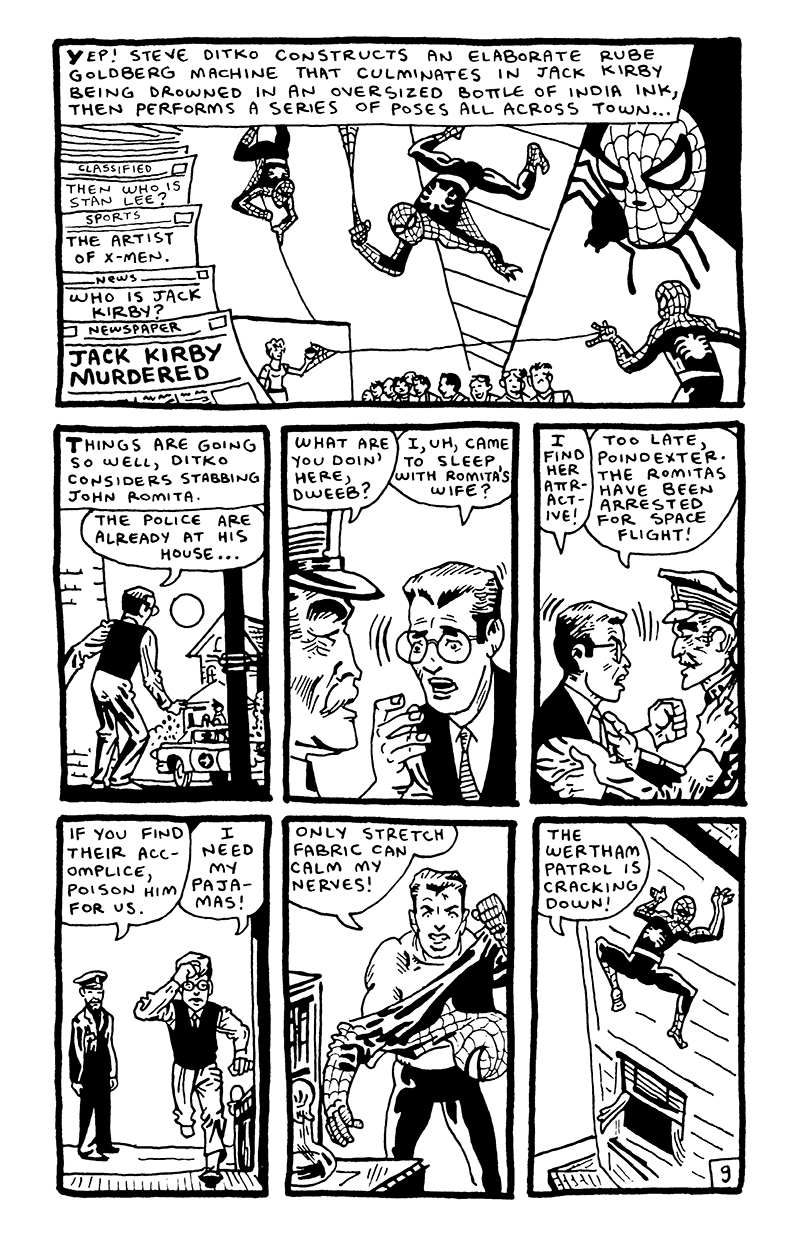 YEP! STEVE DITKO CONSTRUCTS AN ELABORATE RUBE
GOLDBERG MACHINE THAT CULMINATES IN JACK KIRBY
BEING DROWNED IN AN OVERSIZED BOTTLE OF INDIA INK,
THEN PERFORMS A SERIES OF POSES ALL ACROSS TOWN...
CLASSIFIED
THEN WHO IS
STAN LEE?
SPORTS
THE ARTIST
OF X-MEN.
NEWS
WHO IS JACK
KIRBY?
NEWSPAPER
JACK KIRBY
MURDERED
THINGS ARE GOING
SO WELL, DITKO
CONSIDERS STABBING
JOHN ROMITA.
THE POLICE ARE
ALREADY AT HIS
HOUSE...
WHAT ARE
YOU DOIN'
HERE,
DWEEB?
I, UH, CAME
TO SLEEP
WITH ROMITA'S
WIFE?
I
FIND
HER
ATTR-
ACT-
IVE!
TOO LATE,
POINDEXTER.
THE ROMITAS
HAVE BEEN
ARRESTED
FOR SPACE
FLIGHT!
IF YOU FIND
THEIR ACC-
OMPLICE,
POISON HIM
FOR US.
I
NEED
MY
PAJA-
MAS!
ONLY STRETCH
FABRIC CAN
CALM MY
NERVES!
THE
WERTHAM
PATROL IS
CRACKING
DOWN!
9